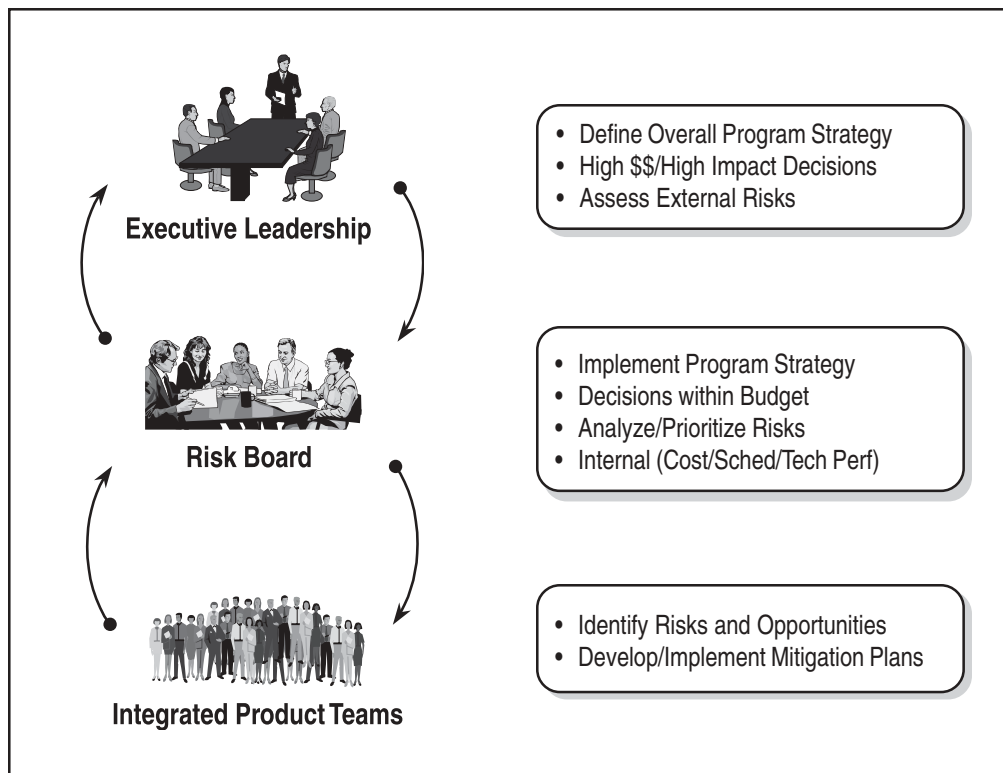 Executive Leadership
• Define Overall Program Strategy
• High $$/High Impact Decisions
• Assess External Risks
Risk Board
• Implement Program Strategy
• Decisions within Budget
• Analyze/Prioritize Risks
• Internal (Cost/Sched/Tech Perf)
Integrated Product Teams
• Identify Risks and Opportunities
• Develop/Implement Mitigation Plans